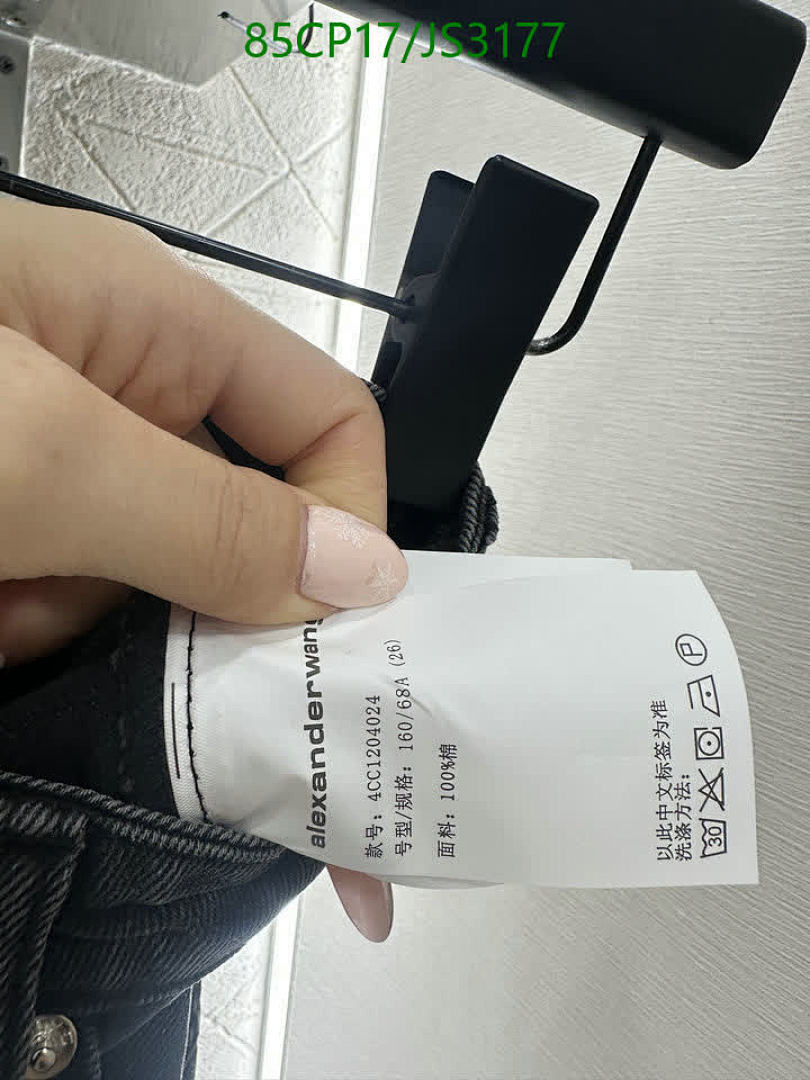 85CP17/JS3177
alexanderwang
款号：4CC1204024
号型/规格：160/68A (26)
面料：100%棉
以此中文标签为准
洗涤方法：
30
P